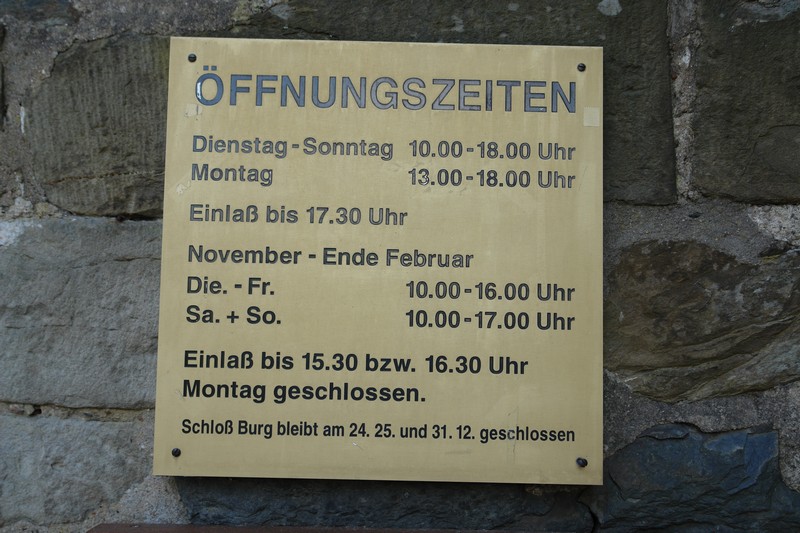 ÖFFNUNGSZEITEN
Dienstag - Sonntag 10.00 - 18.00 Uhr
Montag 13.00 - 18.00 Uhr
Einlaß bis 17.30 Uhr
November - Ende Februar
Die. - Fr. 10.00 - 16.00 Uhr
Sa. + So. 10.00 - 17.00 Uhr
Einlaß bis 15.30 bzw. 16.30 Uhr
Montag geschlossen.
Schloß Burg bleibt am 24. 25. und 31. 12. geschlossen